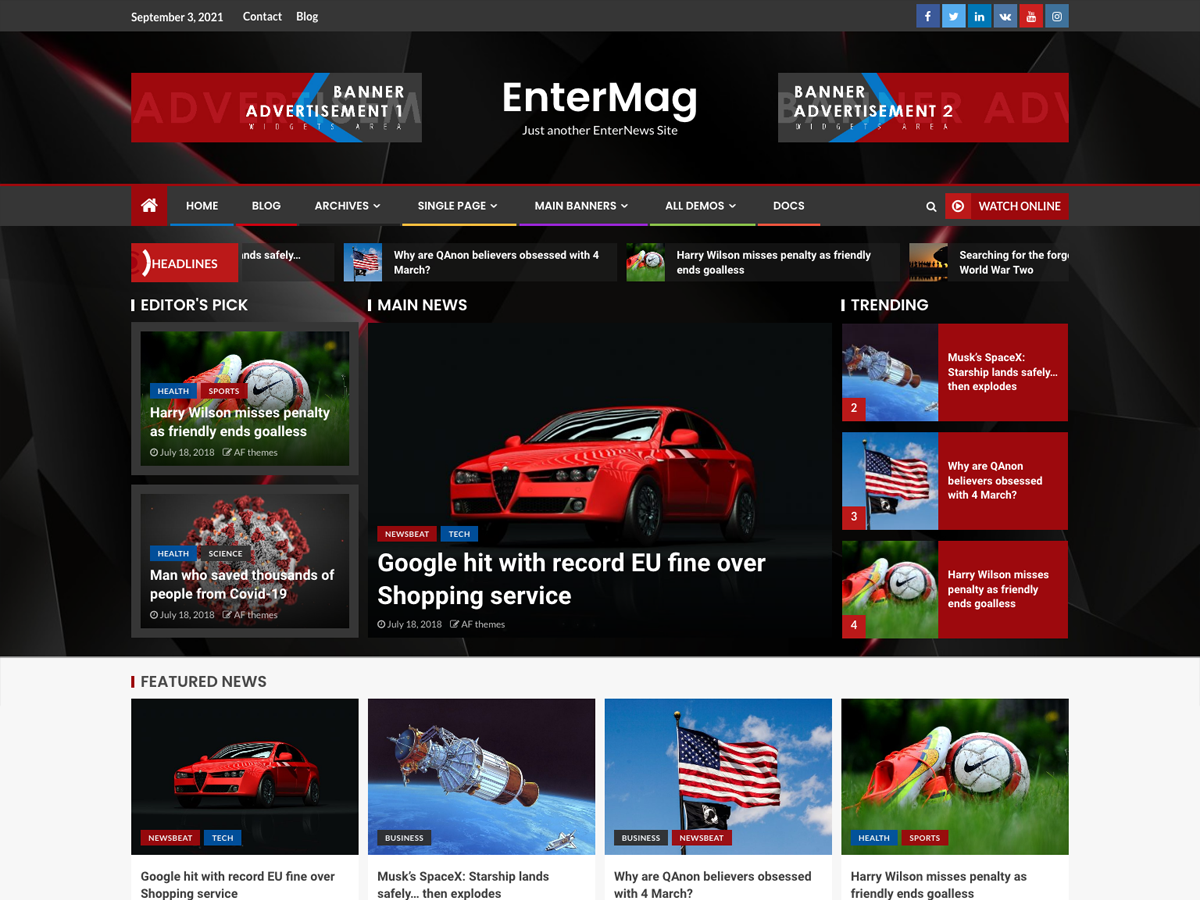 September 3, 2021
Contact
Blog
BANNER
ADVERTISEMENT 1
WIDGETS AREA
EnterMag
Just another EnterNews Site
BANNER
ADVERTISEMENT 2
WIDGETS AREA
HOME
BLOG
ARCHIVES
SINGLE PAGE
MAIN BANNERS
ALL DEMOS
DOCS
WATCH ONLINE
HEADLINES
safely...
Why are QAnon believers obsessed with 4
March?
Harry Wilson misses penalty as friendly
ends goalless
Searching for the
World War Two
EDITOR'S PICK
HEALTH
SPORTS
Harry Wilson misses penalty
as friendly ends goalless
July 18, 2018
AF themes
HEALTH
SCIENCE
Man who saved thousands of
people from Covid-19
July 18, 2018
AF themes
MAIN NEWS
NEWSBEAT
TECH
Google hit with record EU fine over
Shopping service
July 18, 2018
AF themes
TRENDING
Musk's SpaceX:
Starship lands safely...
then explodes
2
Why are QAnon
believers obsessed
with 4 March?
3
Harry Wilson misses
penalty as friendly
ends goalless
4
FEATURED NEWS
NEWSBEAT
TECH
Google hit with record EU fine over
Shopping service
BUSINESS
Musk's SpaceX: Starship lands
safely... then explodes
BUSINESS
NEWSBEAT
Why are QAnon believers obsessed
with 4 March?
HEALTH
SPORTS
Harry Wilson misses penalty as
friendly ends goalless